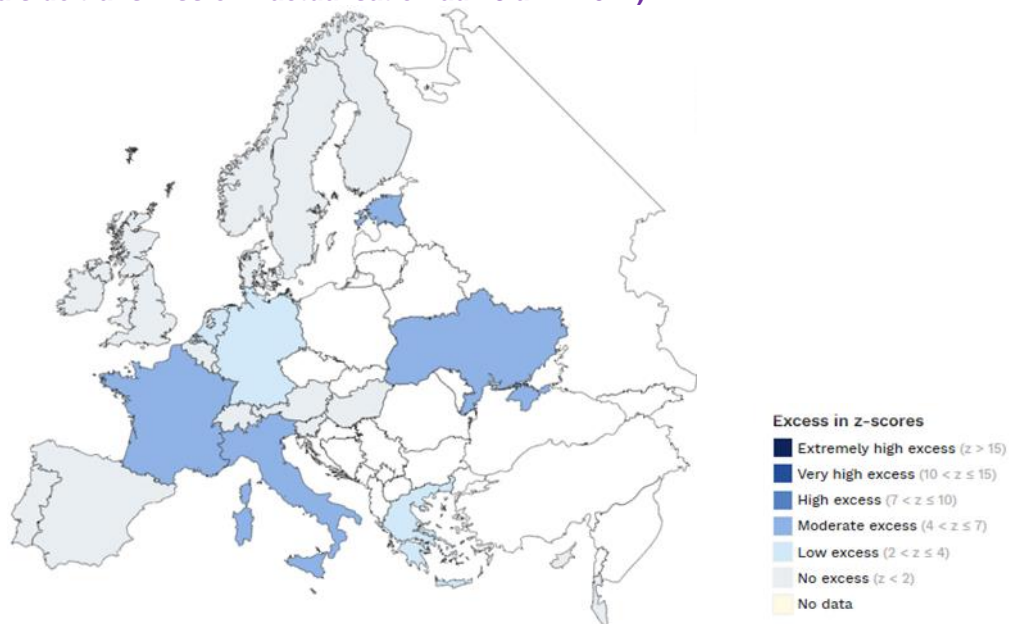 Excess in z-scores
Extremely high excess (z > 15)
Very high excess (10 < z ≤ 15)
High excess (7 < z ≤ 10)
Moderate excess (4 < z ≤ 7)
Low excess (2 < z ≤ 4)
No excess (z < 2)
No data